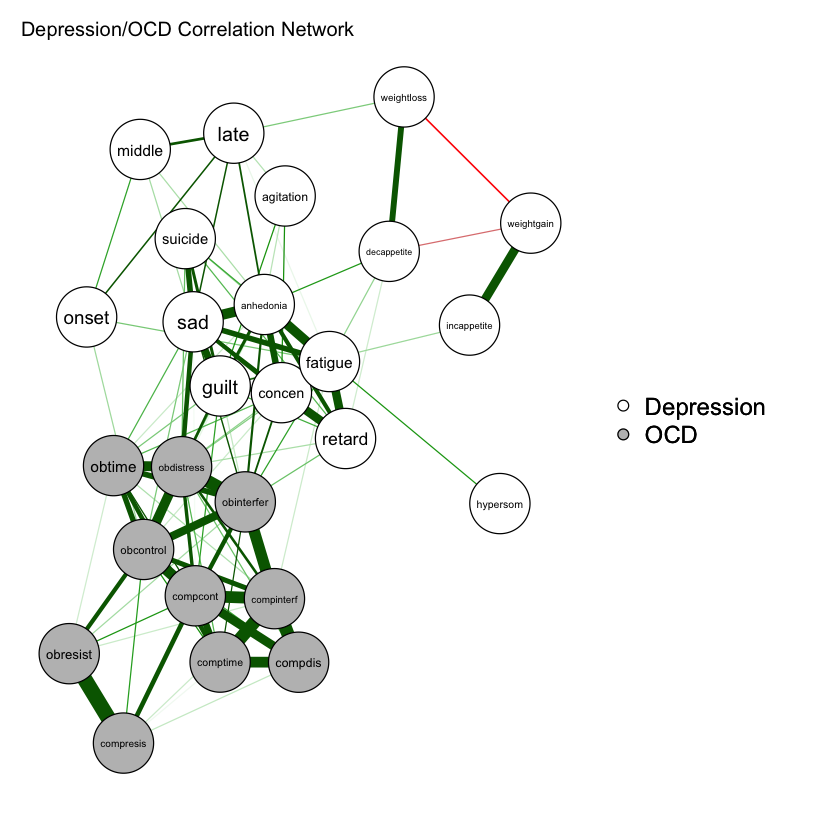 Depression/OCD Correlation Network
weightloss
late
middle
agitation
weightgain
suicide
decappetite
anhedonia
onset
sad
incappetite
fatigue
guilt
concen
Depression
retard
OCD
obtime
obdistress
obinterfer
hypersom
obcontrol
compcont
compinterf
obresist
comptime
compdis
compresis